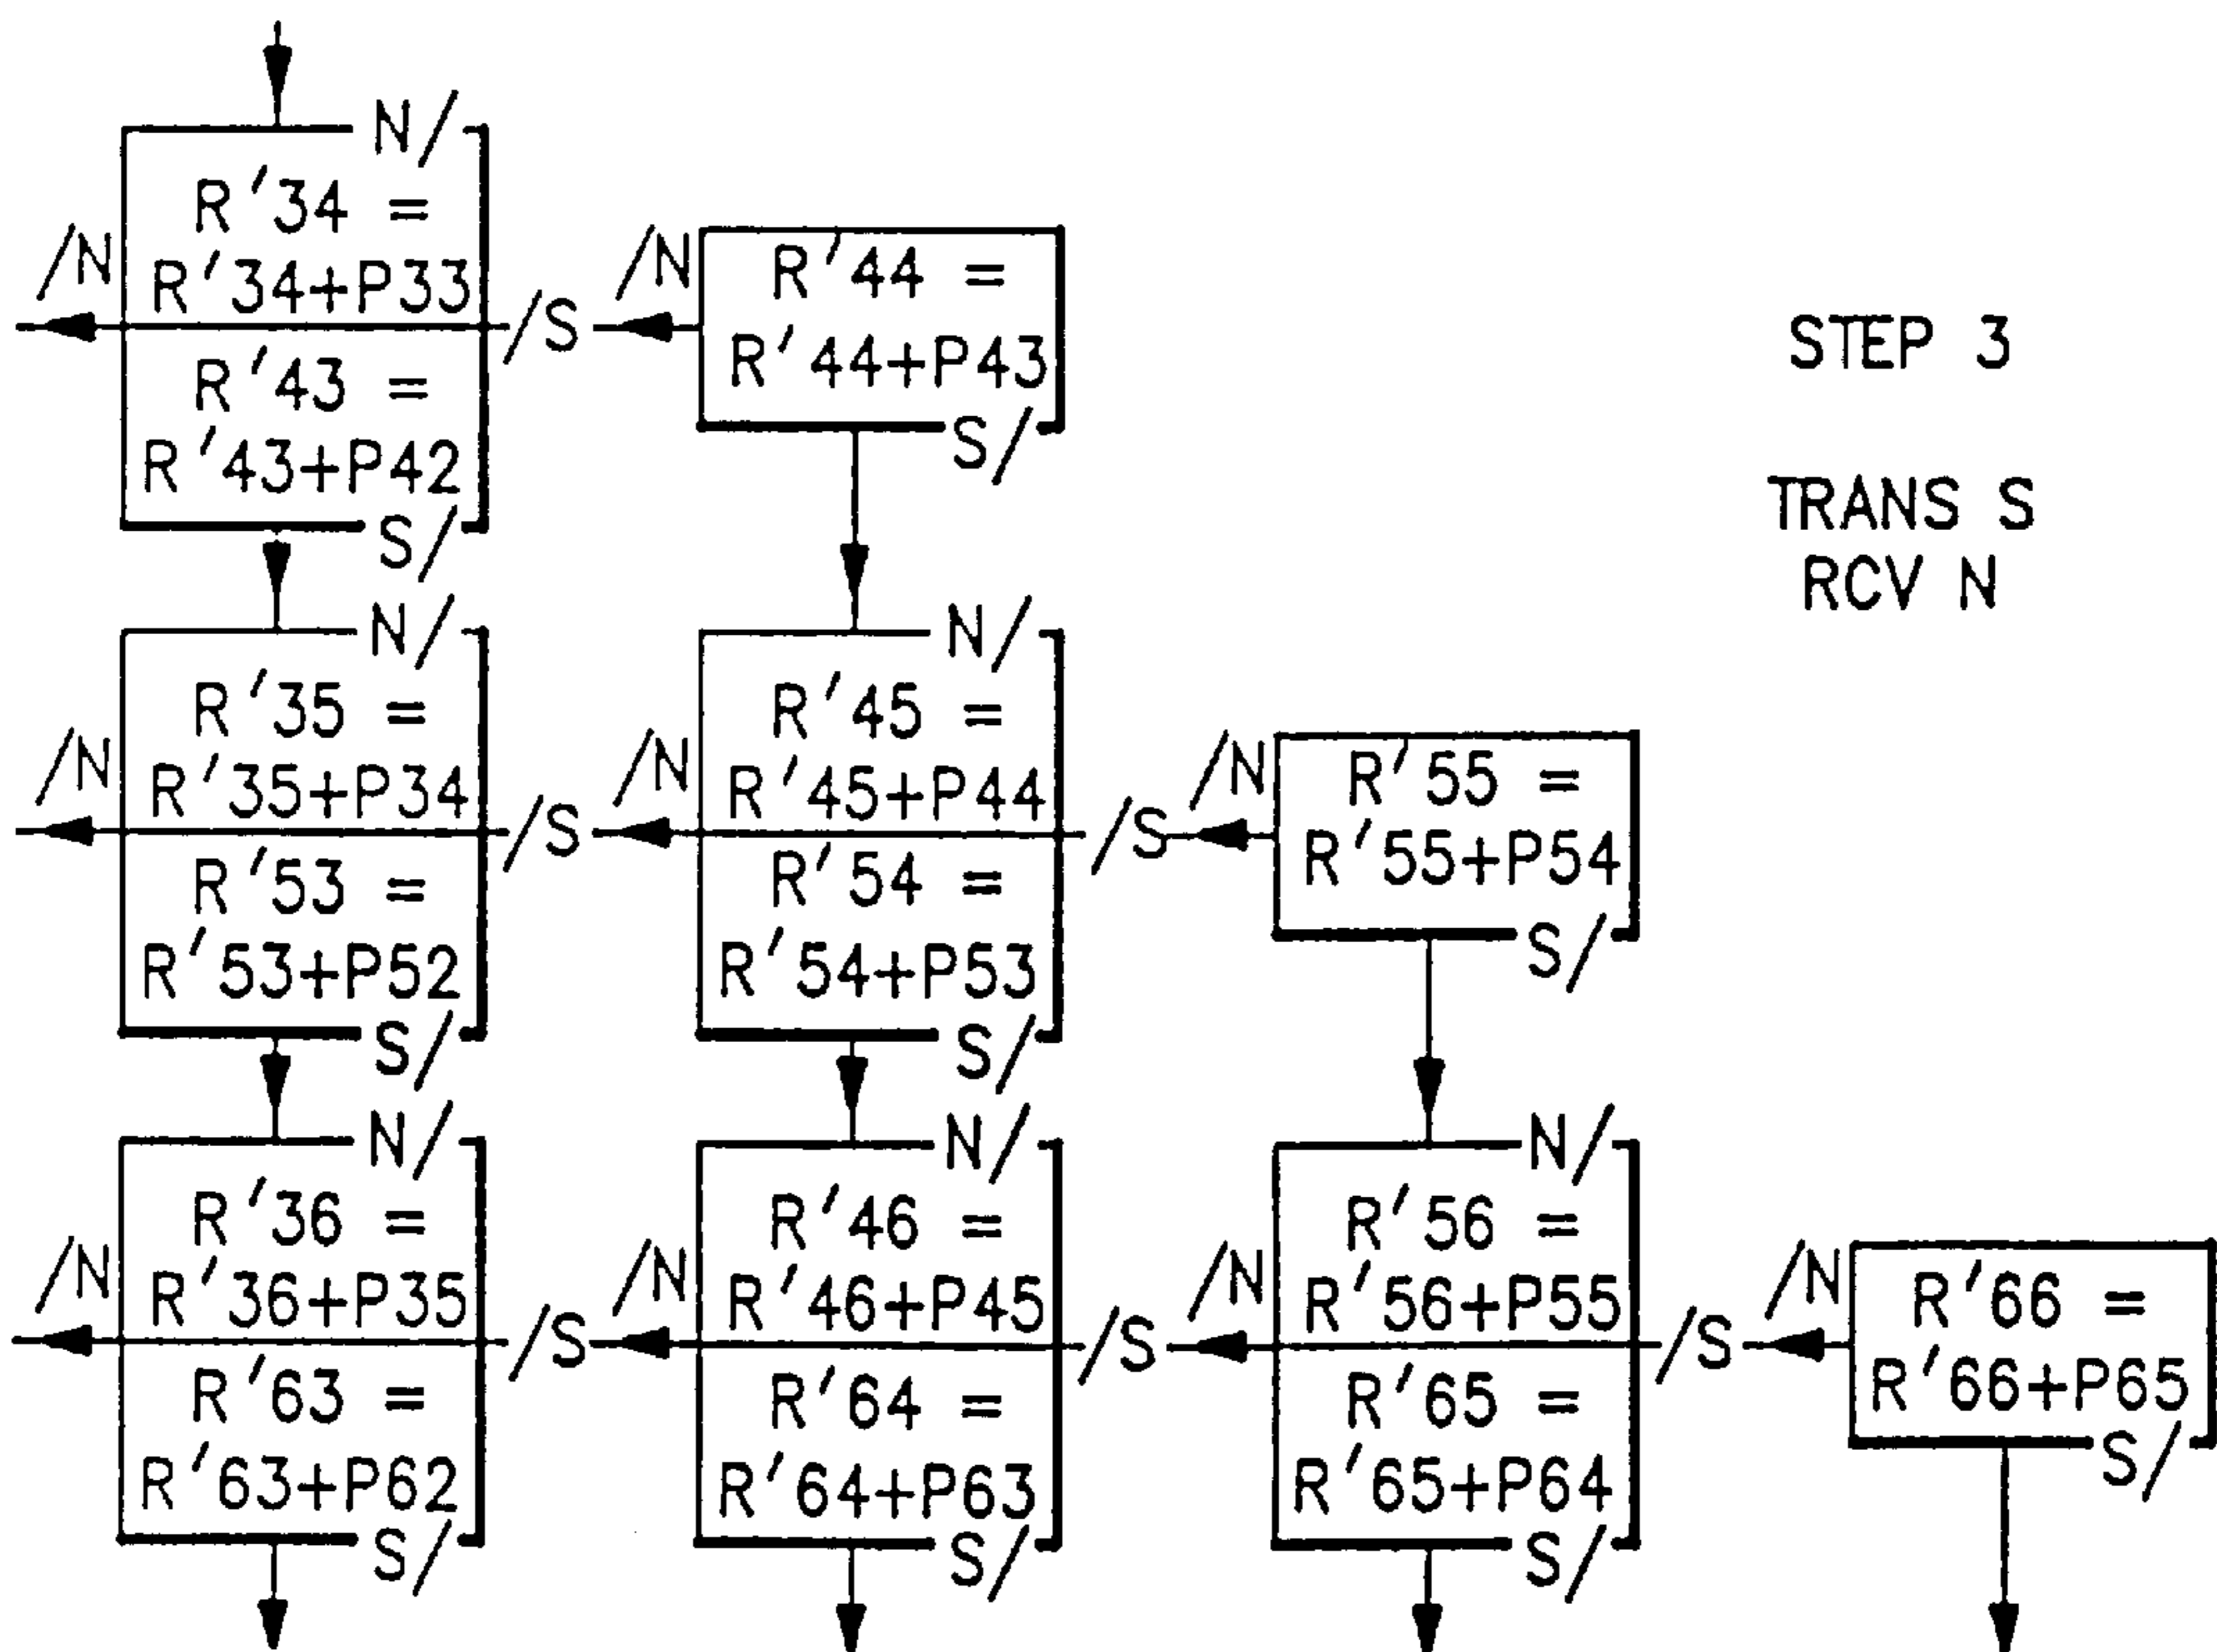 N/
R'34 =
/N
R'34+P33
/S
R'43 =
R'43+P42
S/
/N
R'44 =
R'44+P43
S/
STEP 3
TRANS S
RCV N
N/
R'35 =
/N
R'35+P34
/S
R'53 =
R'53+P52
S/
N/
R'45 =
/N
R'45+P44
/S
R'54 =
R'54+P53
S/
/N
R'55 =
R'55+P54
S/
N/
R'36 =
/N
R'36+P35
/S
R'63 =
R'63+P62
S/
N/
R'46 =
/N
R'46+P45
/S
R'64 =
R'64+P63
S/
N/
R'56 =
/N
R'56+P55
/S
R'65 =
R'65+P64
S/
/N
R'66 =
R'66+P65
S/